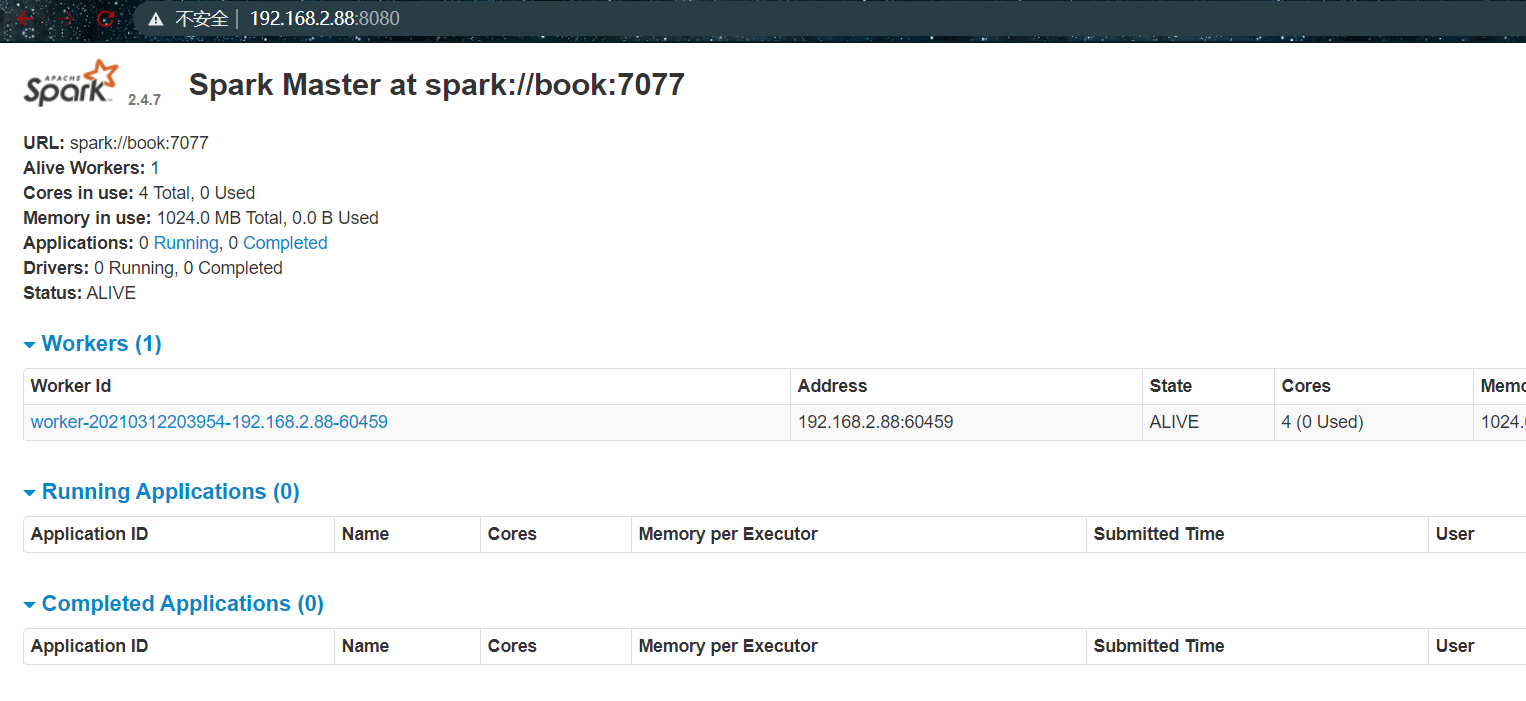 不安全 | 192.168.2.88:8080
APACHE Spark 2.4.7 Spark Master at spark://book:7077
URL: spark://book:7077
Alive Workers: 1
Cores in use: 4 Total, 0 Used
Memory in use: 1024.0 MB Total, 0.0 B Used
Applications: 0 Running, 0 Completed
Drivers: 0 Running, 0 Completed
Status: ALIVE
Workers (1)
Worker Id Address State Cores Memo
worker-20210312203954-192.168.2.88-60459 192.168.2.88:60459 ALIVE 4 (0 Used) 1024.
Running Applications (0)
Application ID Name Cores Memory per Executor Submitted Time User
Completed Applications (0)
Application ID Name Cores Memory per Executor Submitted Time User